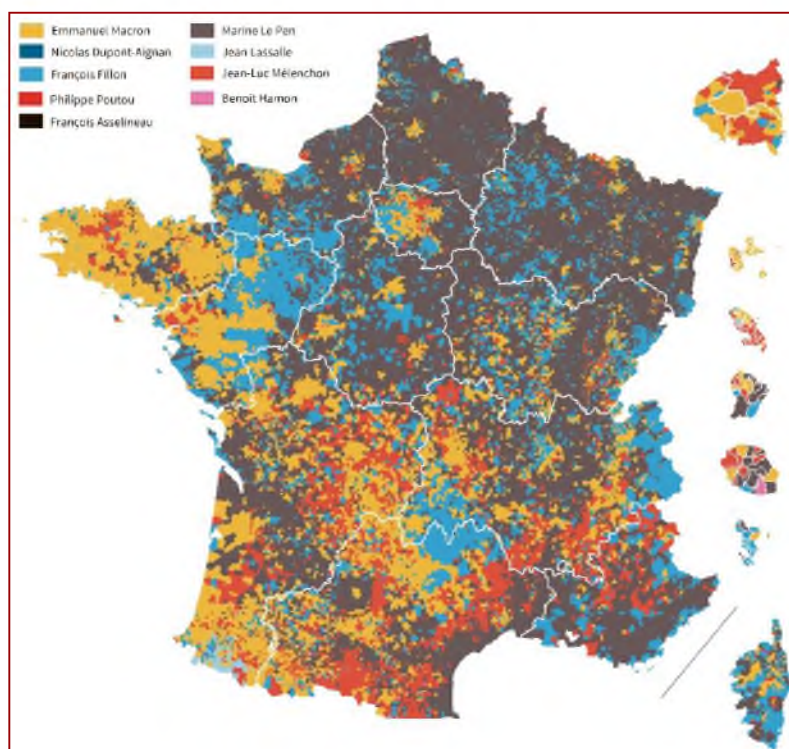 Emmanuel Macron
Nicolas Dupont-Aignan
François Fillon
Philippe Poutou
François Asselineau
Marine Le Pen
Jean Lassalle
Jean-Luc Mélenchon
Benoît Hamon